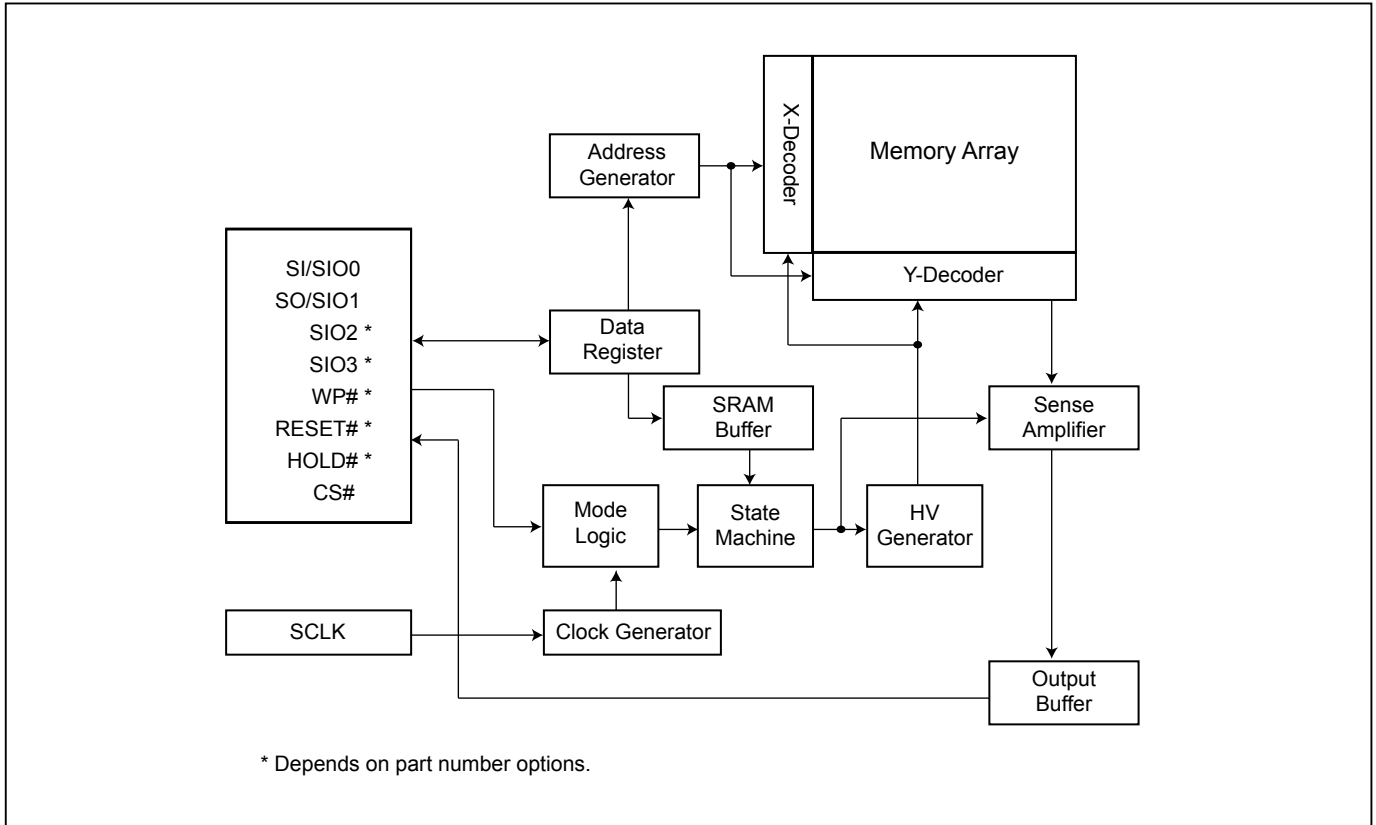 X-Decoder
Memory Array
Address
Generator
Y-Decoder
SI/SIO0
SO/SIO1
SIO2 *
SIO3 *
WP# *
RESET# *
HOLD# *
CS#
Data
Register
SRAM
Buffer
Sense
Amplifier
Mode
Logic
State
Machine
HV
Generator
SCLK
Clock Generator
Output
Buffer
* Depends on part number options.